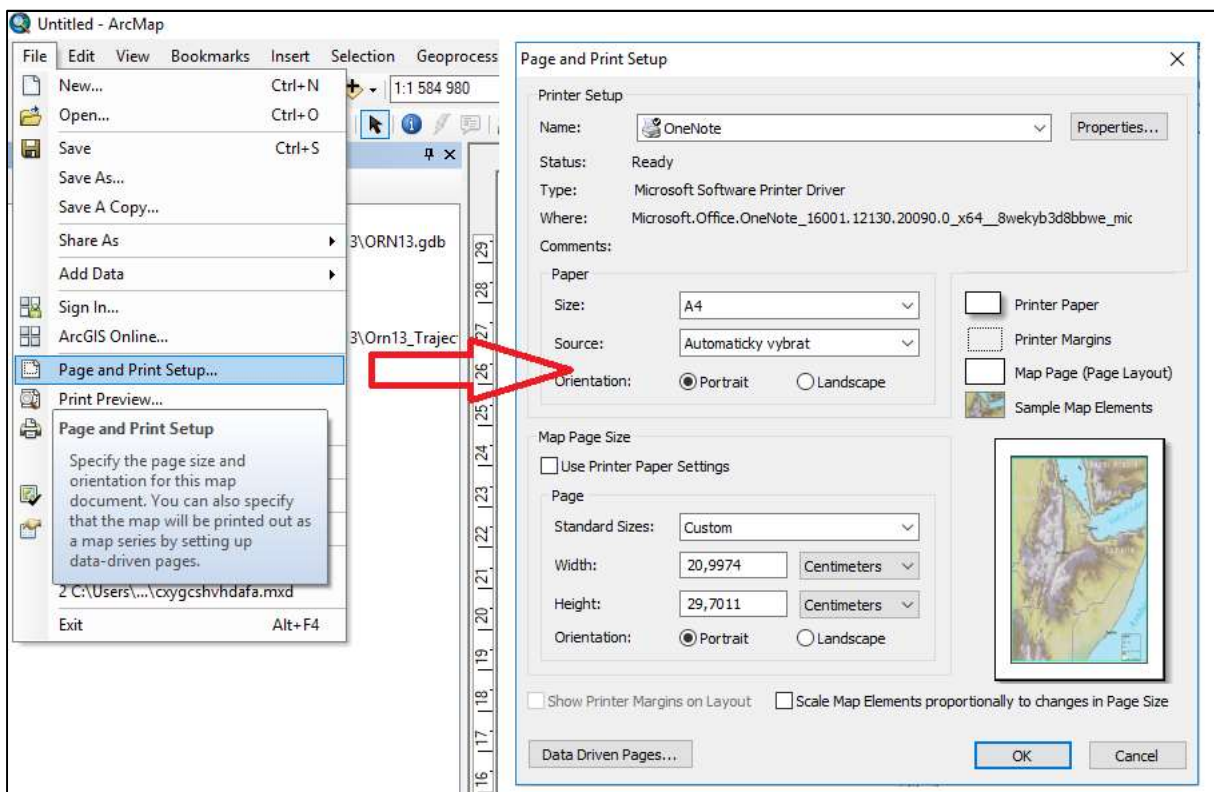 Untitled - ArcMap
File Edit View Bookmarks Insert Selection Geoprocess
New... Ctrl+N
1:1 584 980
Open... Ctrl+O
Save Ctrl+S
Save As...
Save A Copy...
Share As
3\ORN13.gdb
Add Data
Sign In...
ArcGIS Online...
3\Orn13_Trajec
Page and Print Setup...
Print Preview...
Page and Print Setup
Specify the page size and
orientation for this map
document. You can also specify
that the map will be printed out as
a map series by setting up
data-driven pages.
2 C:\Users\...\cxygcshvhdafa.mxd
Exit Alt+F4
29
28
27
26
25
24
23
22
21
20
19
18
17
16
Page and Print Setup
Printer Setup
Name: OneNote Properties...
Status: Ready
Type: Microsoft Software Printer Driver
Where: Microsoft.Office.OneNote_16001.12130.20090.0_x64__8wekyb3d8bbwe_mic
Comments:
Paper
Size: A4
Source: Automaticky vybrat
Orientation: Portrait Landscape
Printer Paper
Printer Margins
Map Page (Page Layout)
Sample Map Elements
Map Page Size
Use Printer Paper Settings
Page
Standard Sizes: Custom
Width: 20,9974 Centimeters
Height: 29,7011 Centimeters
Orientation: Portrait Landscape
Show Printer Margins on Layout Scale Map Elements proportionally to changes in Page Size
Data Driven Pages... OK Cancel